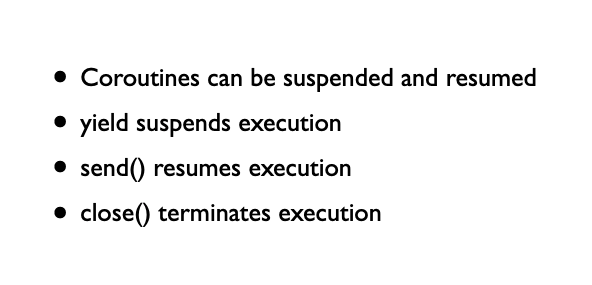 • Coroutines can be suspended and resumed
• yield suspends execution
• send() resumes execution
• close() terminates execution